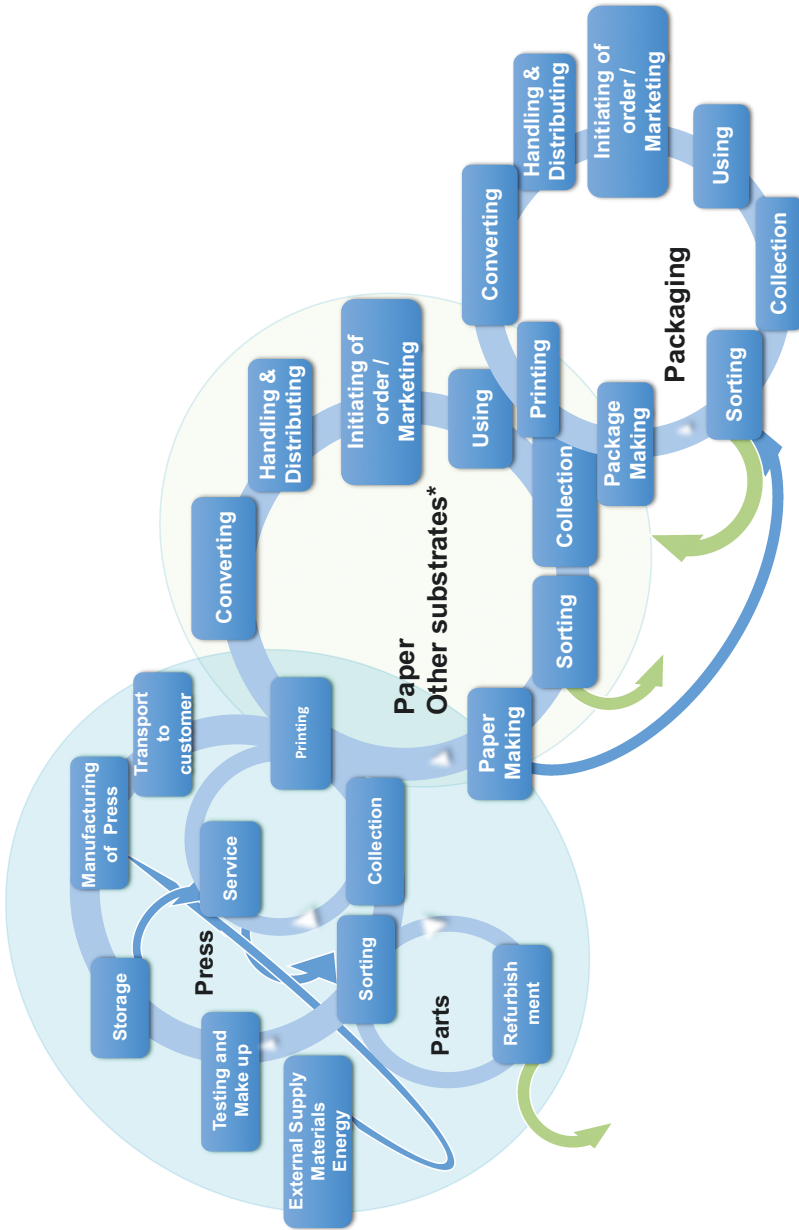 External Supply
Materials
Energy
Testing and
Make up
Storage
Manufacturing
of Press
Transport
to
customer
Press
Service
Printing
Collection
Sorting
Parts
Refurbish
ment
Converting
Handling &
Distributing
Initiating of
order /
Marketing
Using
Collection
Sorting
Paper
Making
Paper
Other substrates*
Printing
Converting
Handling &
Distributing
Initiating of
order /
Marketing
Using
Collection
Sorting
Package
Making
Packaging